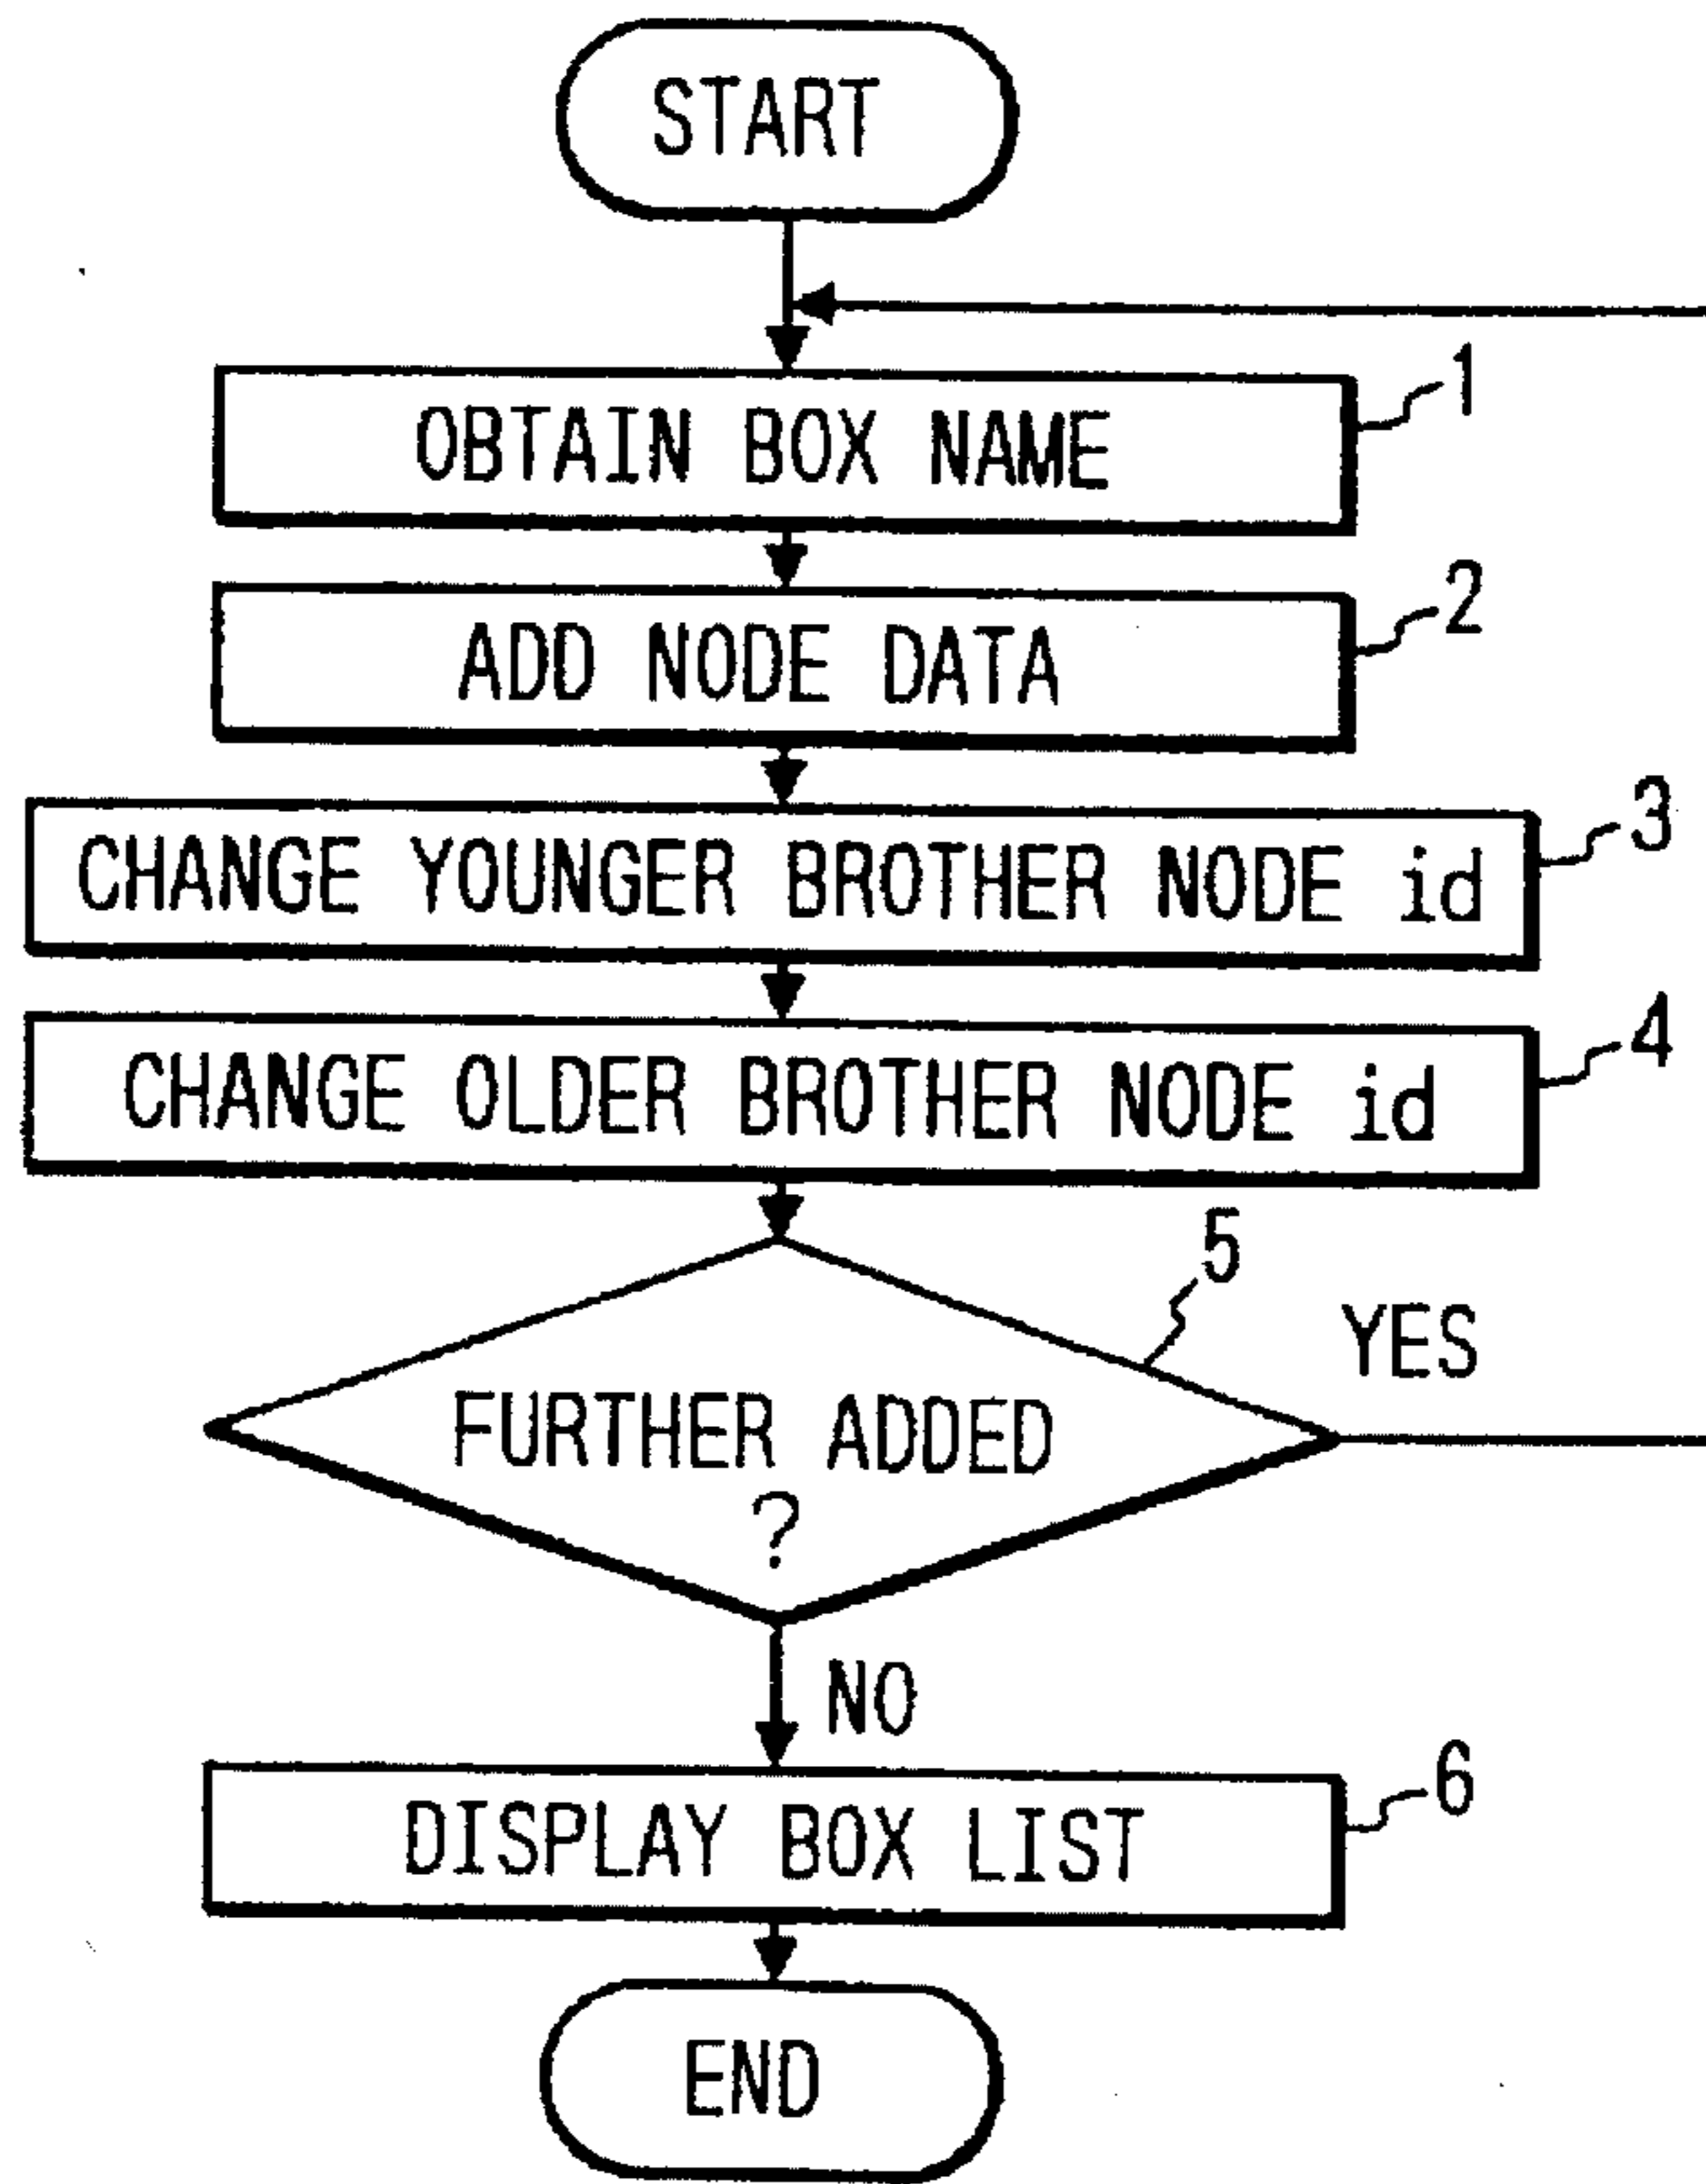 START
OBTAIN BOX NAME
1
ADD NODE DATA
2
CHANGE YOUNGER BROTHER NODE id
3
CHANGE OLDER BROTHER NODE id
4
5
YES
FURTHER ADDED
?
NO
DISPLAY BOX LIST
6
END